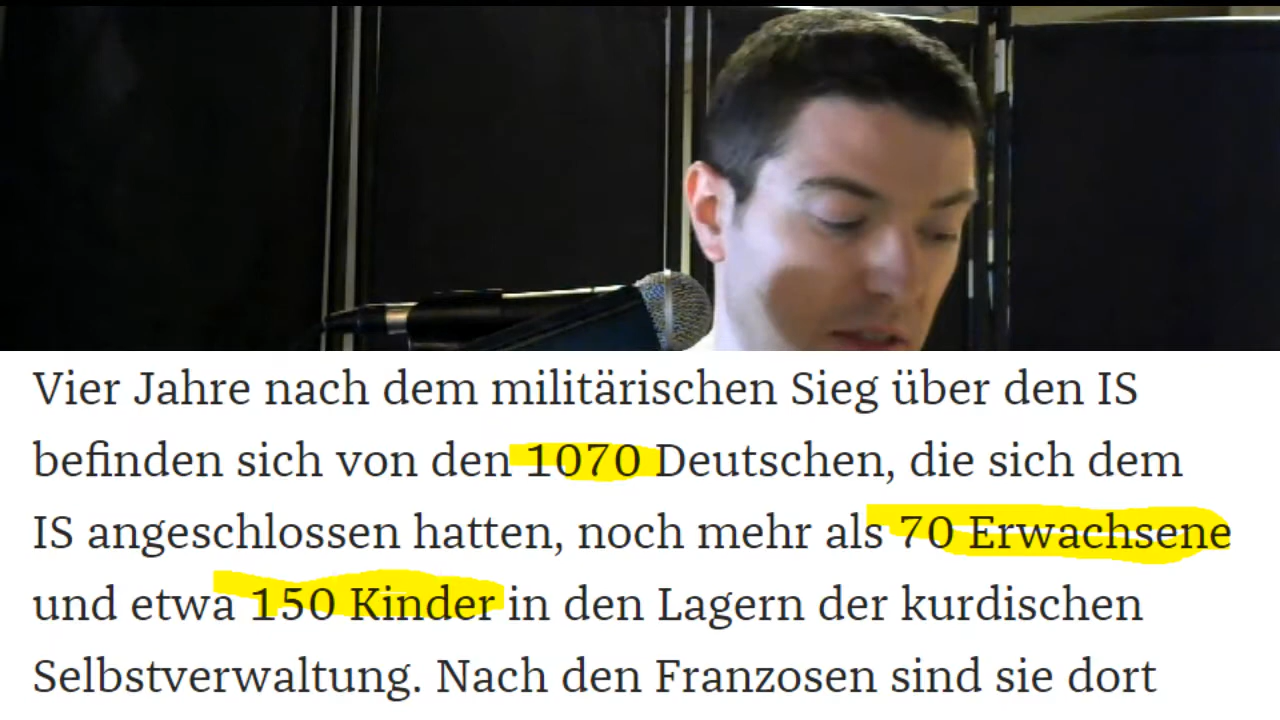 Vier Jahre nach dem militärischen Sieg über den IS
befinden sich von den 1070 Deutschen, die sich dem
IS angeschlossen hatten, noch mehr als 70 Erwachsene
und etwa 150 Kinder in den Lagern der kurdischen
Selbstverwaltung. Nach den Franzosen sind sie dort